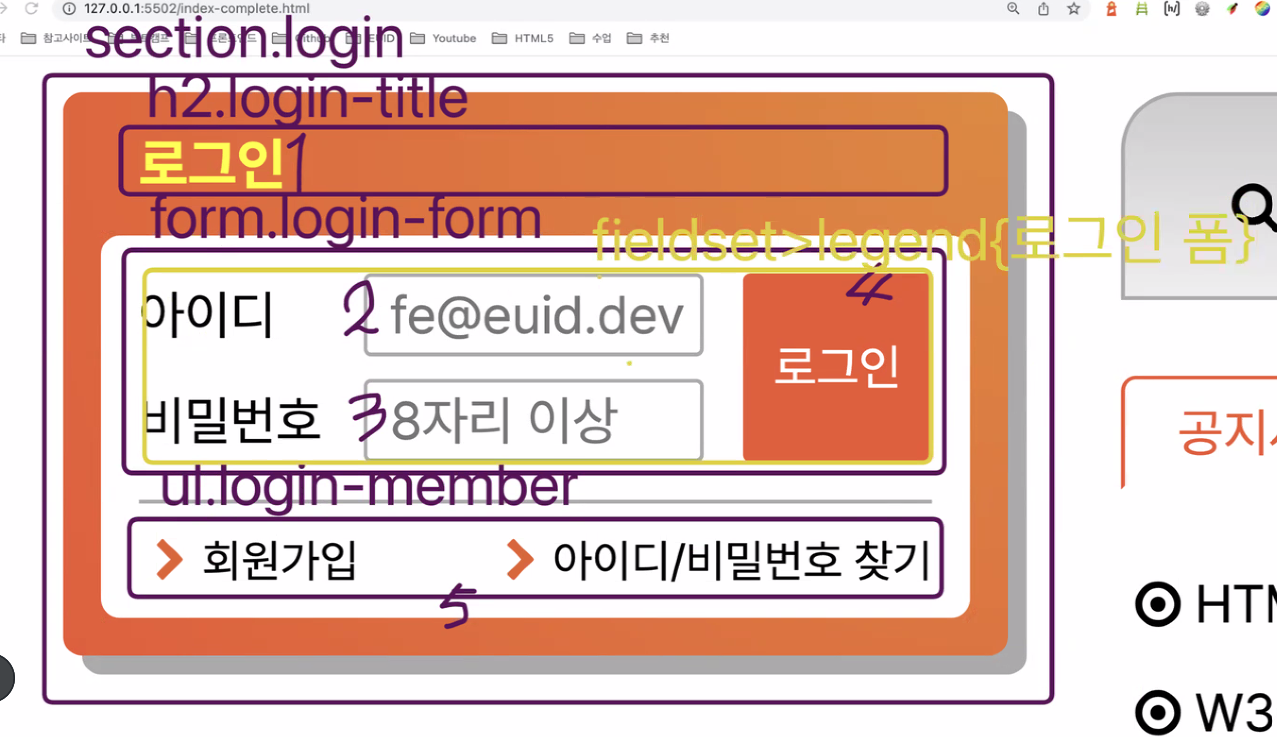 127.0.0.1:5502/index-complete.html
참고사이트 Github EUID Youtube HTML5 수업 추천
section.login
h2.login-title
로그인 1
form.login-form
fieldset>legend{로그인 폼}
4
아이디 2 fe@euid.dev
로그인
비밀번호 3 8자리 이상
공지
ul.login-member
회원가입 아이디/비밀번호 찾기
5
HTM
W3